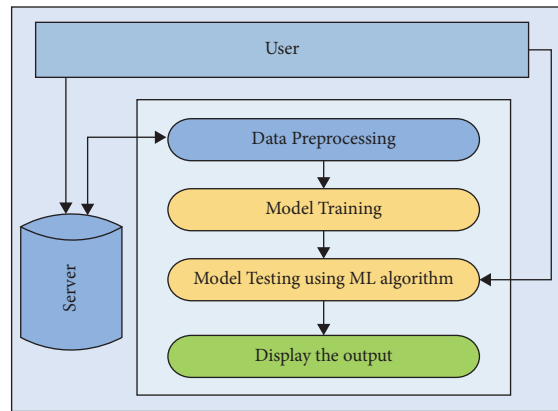 User
Data Preprocessing
Model Training
Model Testing using ML algorithm
Display the output
Server